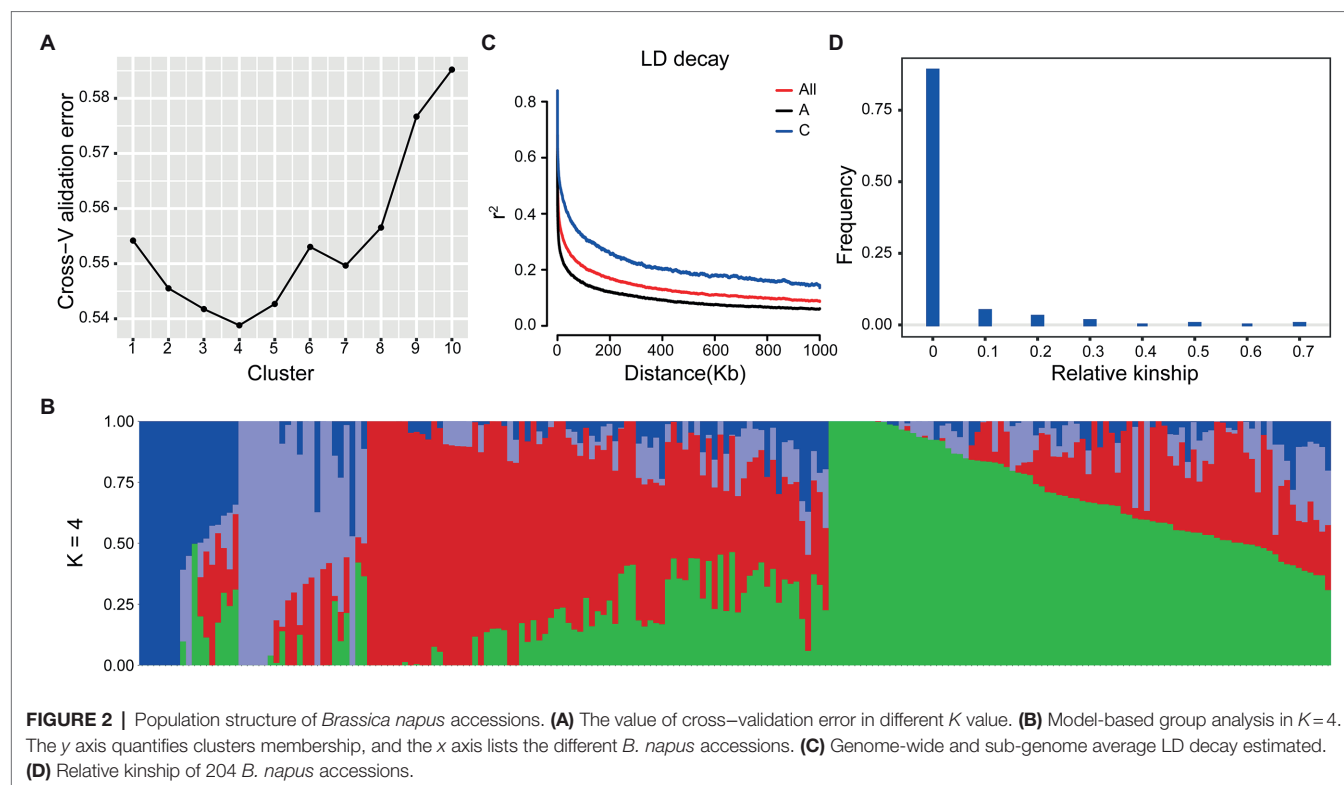 A
Cross−V alidation error
0.58
0.57
0.56
0.55
0.54
1 2 3 4 5 6 7 8 9 10
Cluster
C
LD decay
All
A
C
r2
0.8
0.6
0.4
0.2
0.0
0 200 400 600 800 1000
Distance(Kb)
D
Frequency
0.75
0.50
0.25
0.00
0 0.1 0.2 0.3 0.4 0.5 0.6 0.7
Relative kinship
B
K = 4
1.00
0.75
0.50
0.25
0.00
FIGURE 2 | Population structure of Brassica napus accessions. (A) The value of cross−validation error in different K value. (B) Model-based group analysis in K = 4.
The y axis quantifies clusters membership, and the x axis lists the different B. napus accessions. (C) Genome-wide and sub-genome average LD decay estimated.
(D) Relative kinship of 204 B. napus accessions.